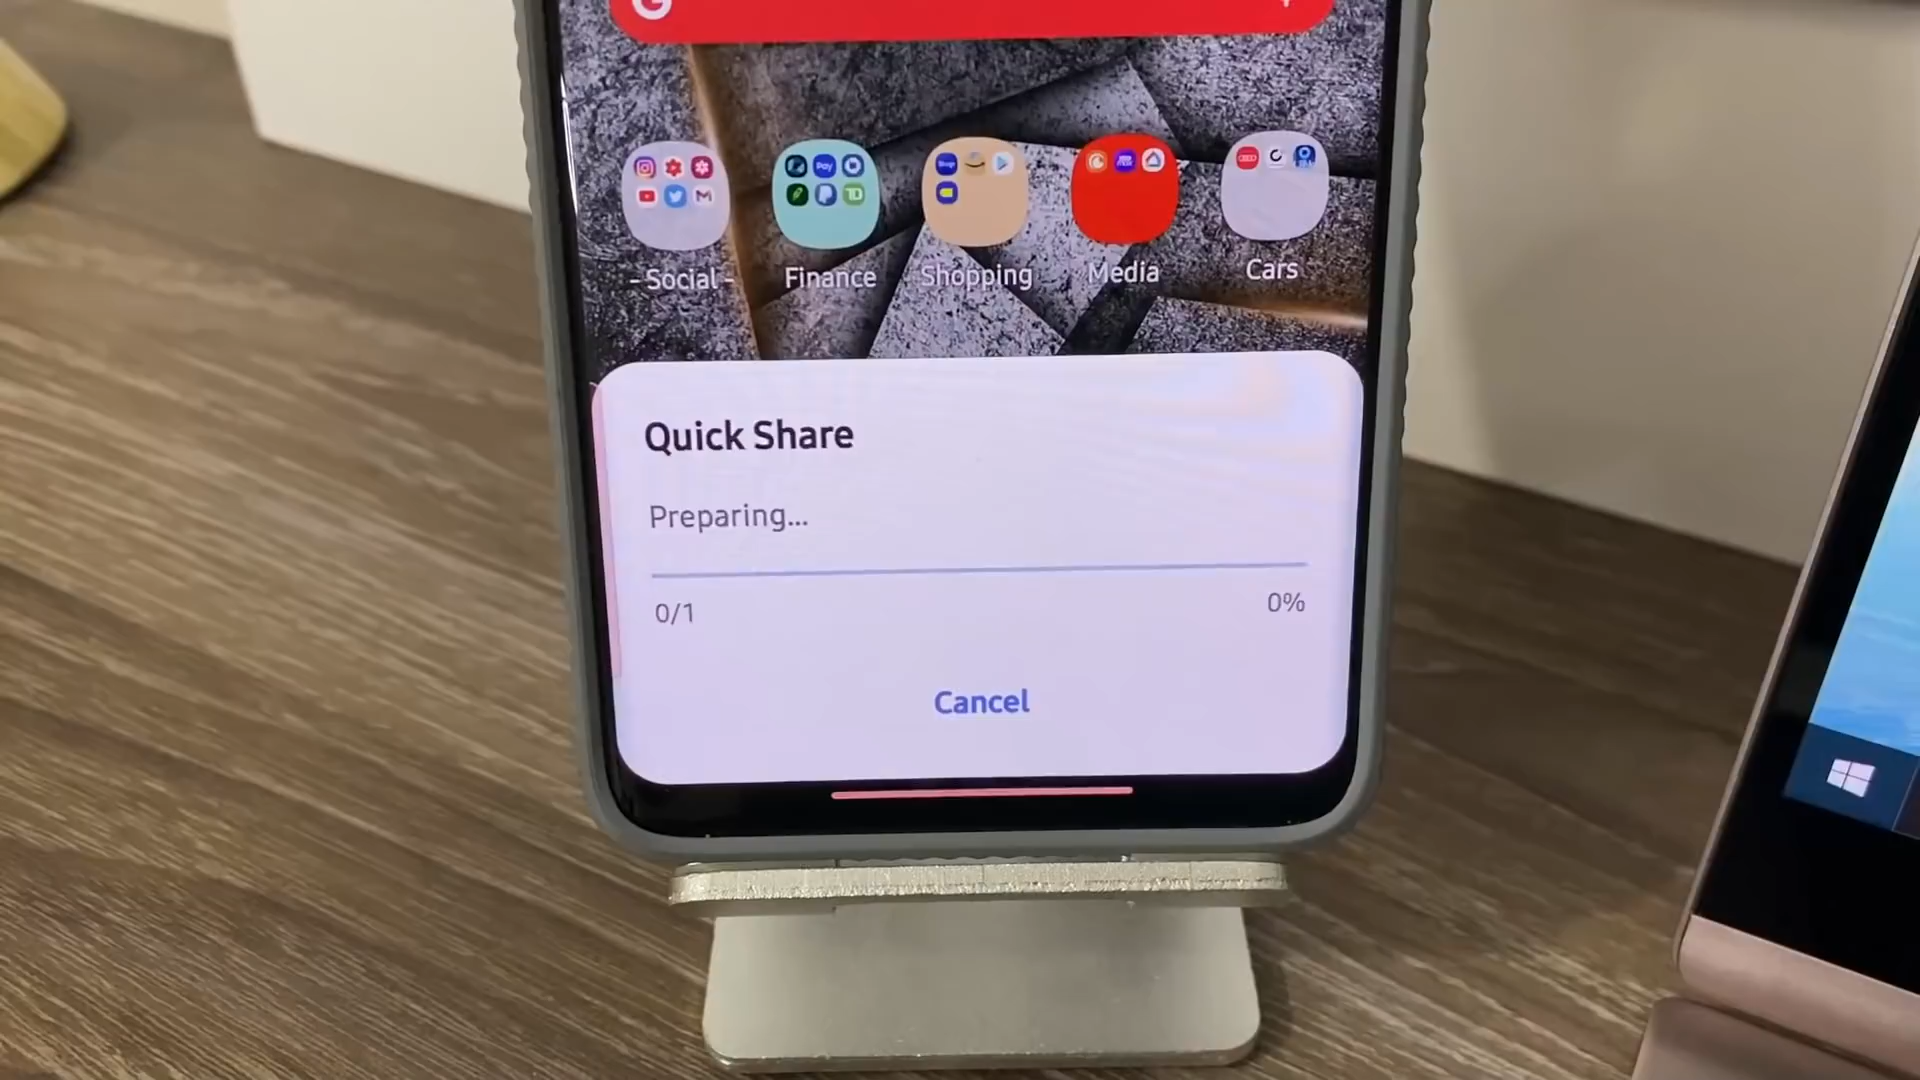 - Social -
Finance
Shopping
Media
Cars
Quick Share
Preparing...
0/1
0%
Cancel